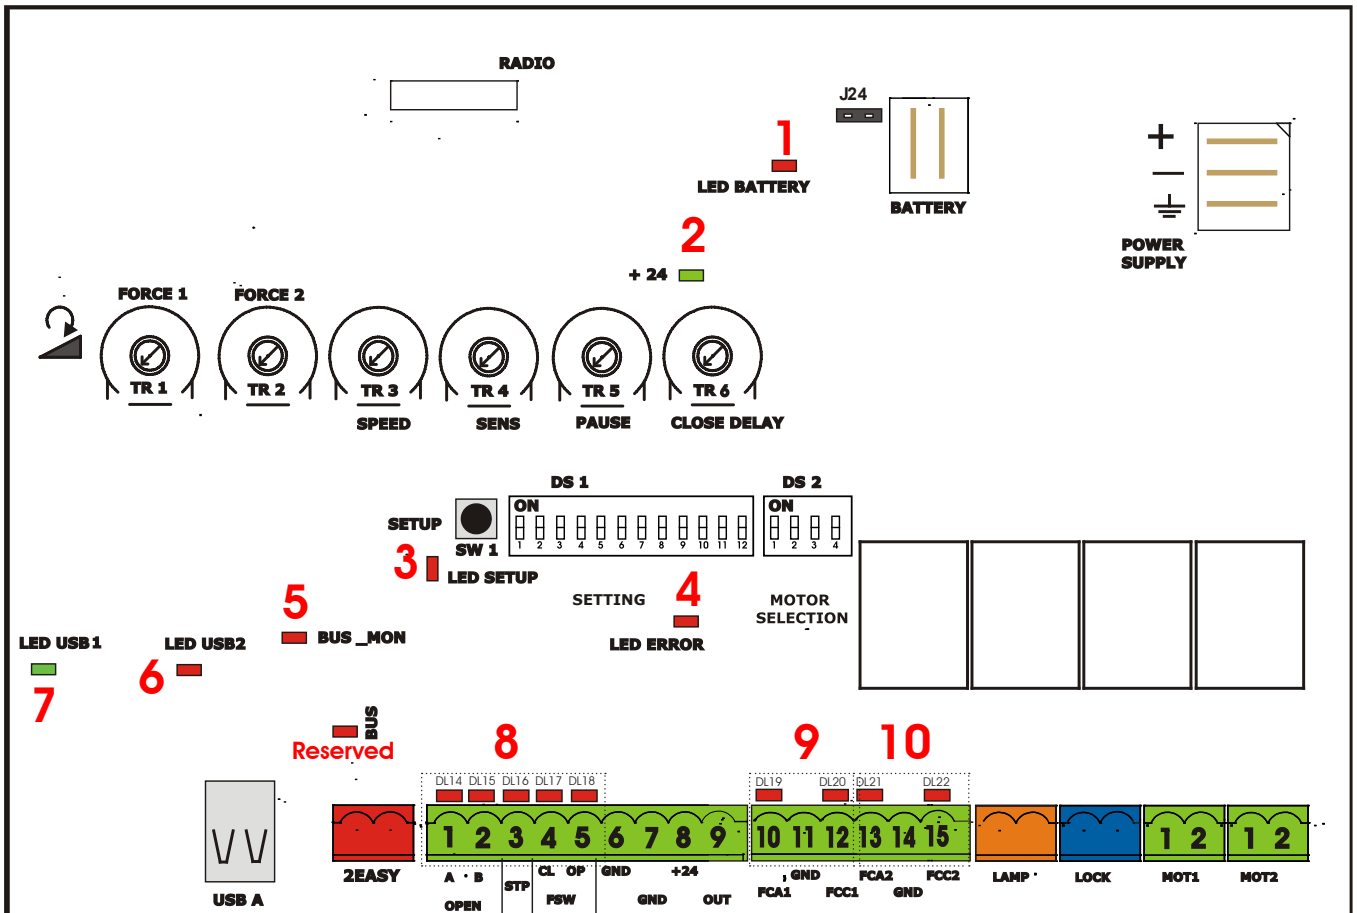 RADIO
J24
1
LED BATTERY
BATTERY
+
−
POWER
SUPPLY
2
+ 24
FORCE 1
FORCE 2
TR 1
TR 2
TR 3
TR 4
TR 5
TR 6
SPEED
SENS
PAUSE
CLOSE DELAY
DS 1
DS 2
SETUP
SW 1
ON
1 2 3 4 5 6 7 8 9 10 11 12
ON
1 2 3 4
3
LED SETUP
SETTING
4
LED ERROR
MOTOR
SELECTION
5
BUS _MON
LED USB1
LED USB2
6
7
BUS
Reserved
8
9
10
DL14 DL15 DL16 DL17 DL18
DL19 DL20 DL21 DL22
1 2 3 4 5 6 7 8 9
10 11 12 13 14 15
1 2
1 2
USB A
2EASY
A B
OPEN
STP
CL OP
FSW
GND
GND
+24
OUT
FCA1
GND
FCC1
FCA2
GND
FCC2
LAMP
LOCK
MOT1
MOT2